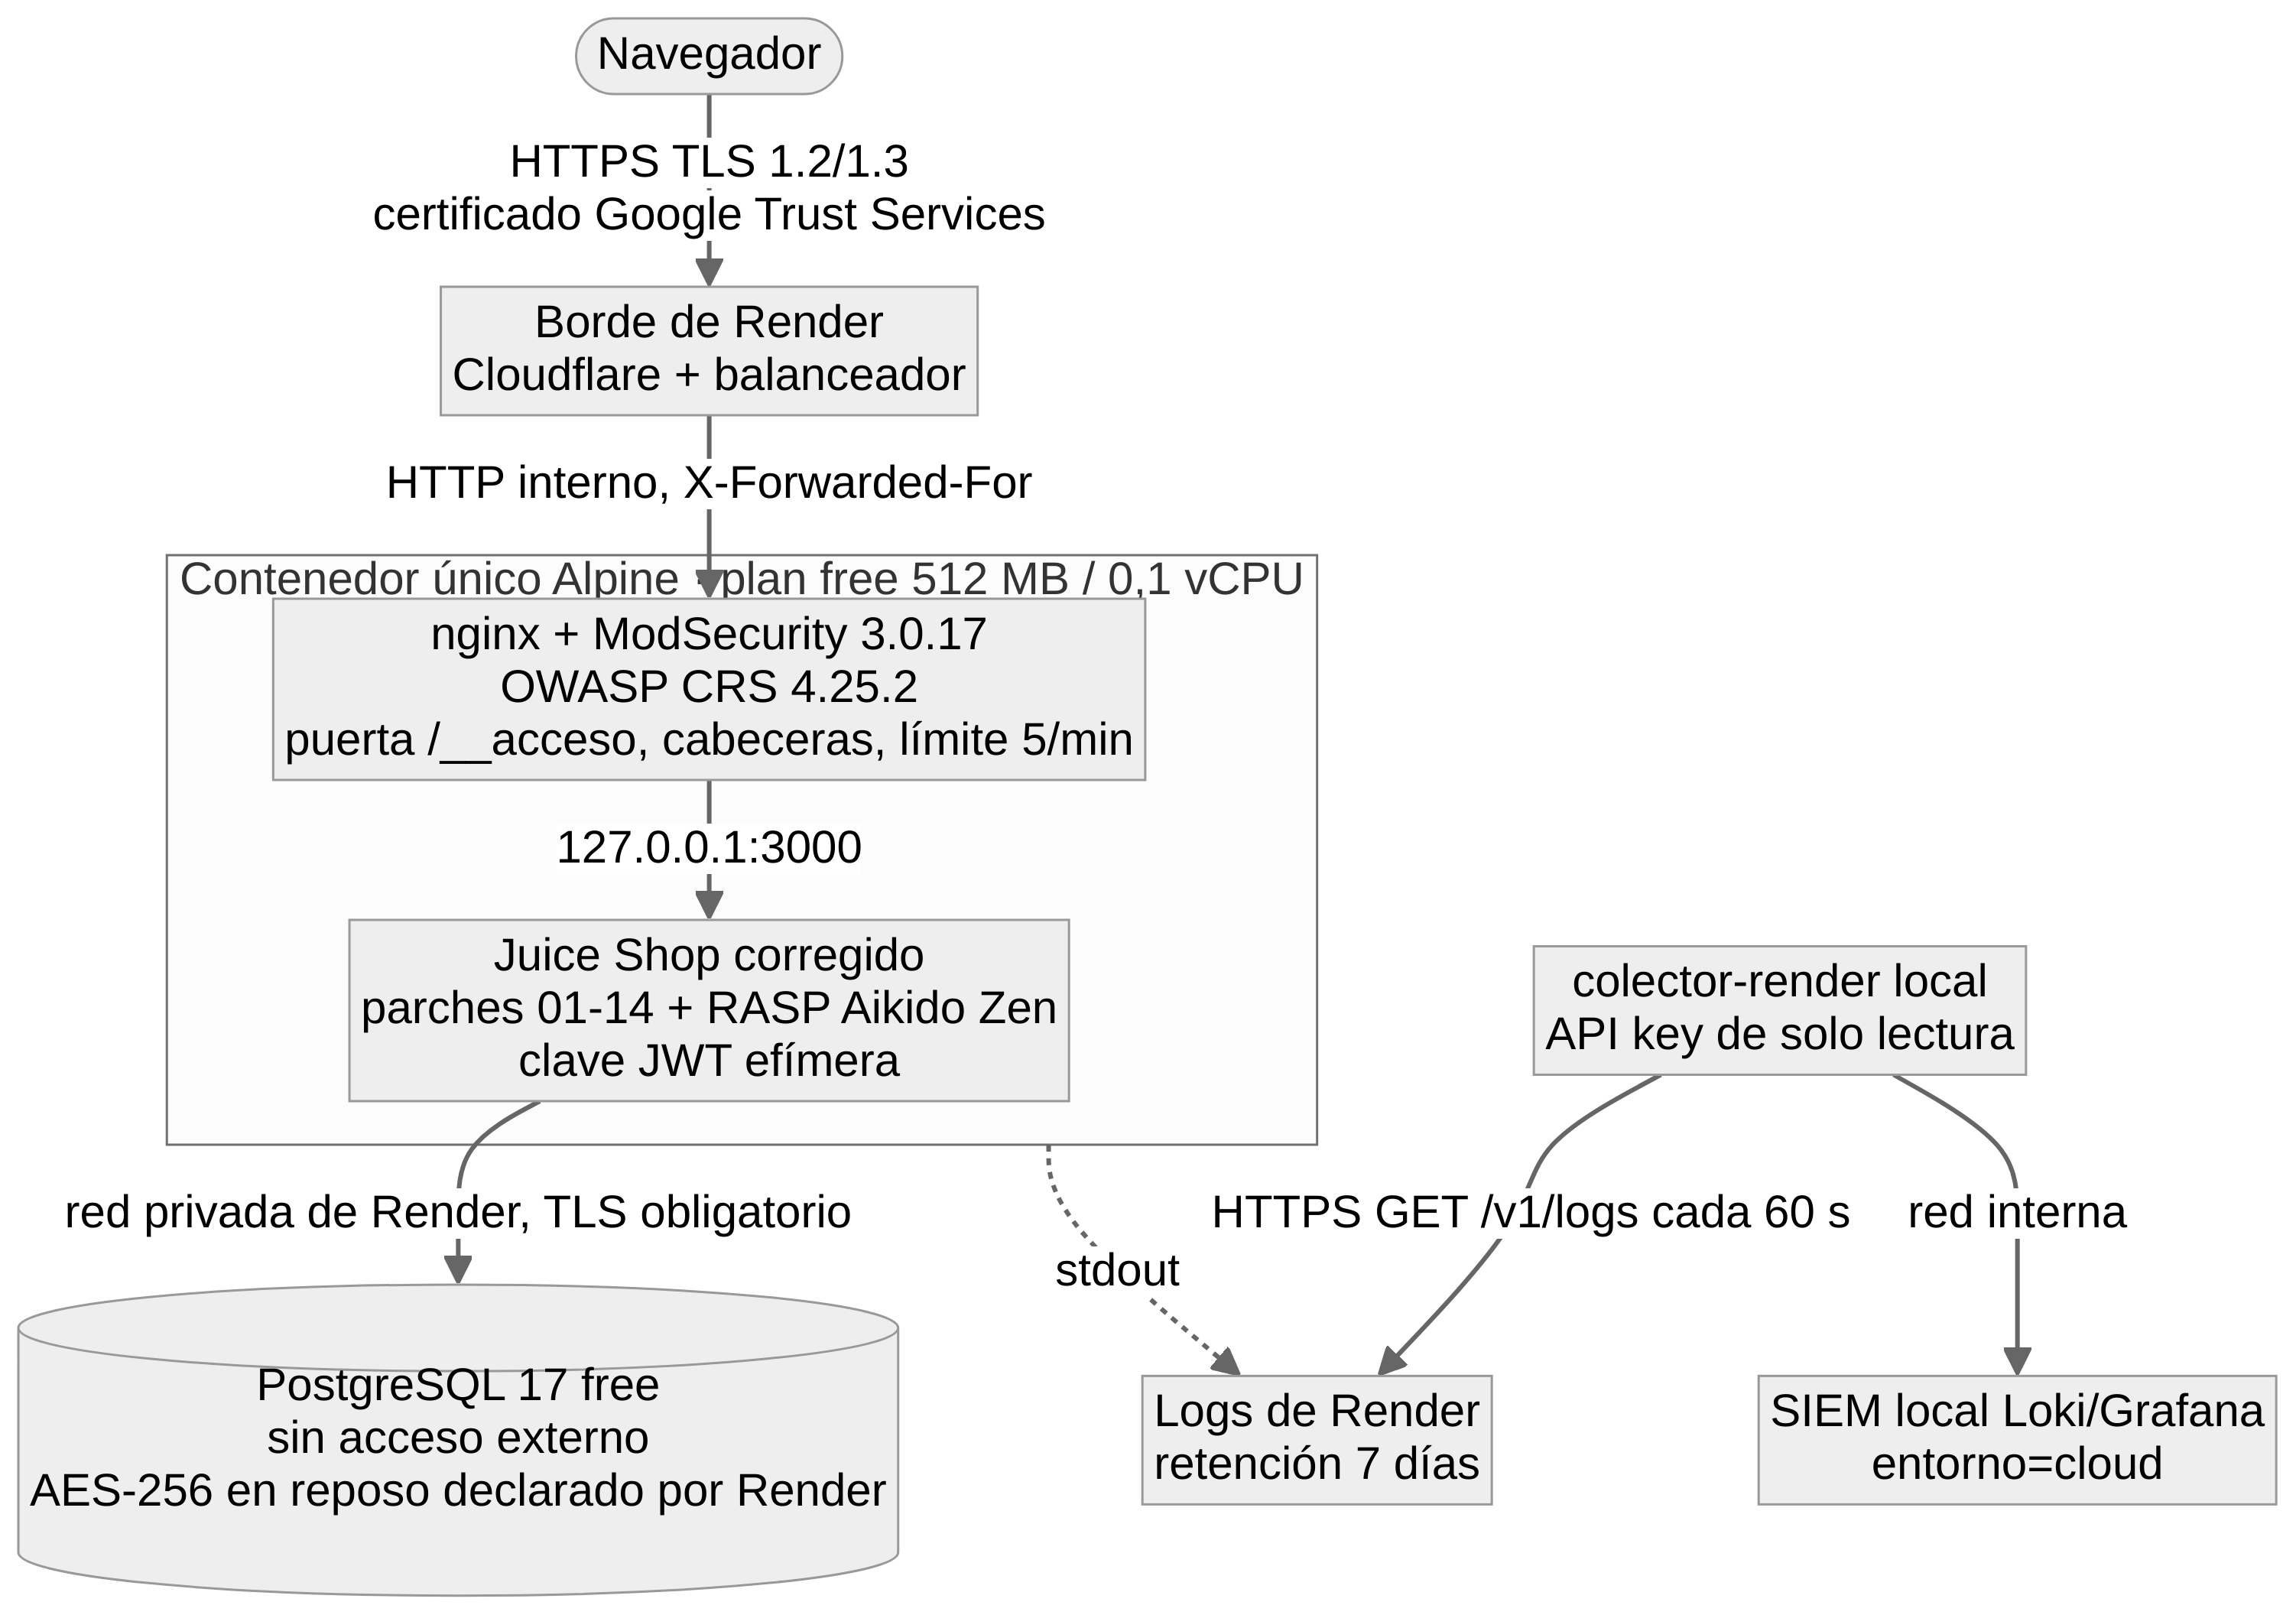 Navegador
HTTPS TLS 1.2/1.3
certificado Google Trust Services
Borde de Render
Cloudflare + balanceador
HTTP interno, X-Forwarded-For
Contenedor único Alpine - plan free 512 MB / 0,1 vCPU
nginx + ModSecurity 3.0.17
OWASP CRS 4.25.2
puerta /__acceso, cabeceras, límite 5/min
127.0.0.1:3000
Juice Shop corregido
parches 01-14 + RASP Aikido Zen
clave JWT efímera
colector-render local
API key de solo lectura
red privada de Render, TLS obligatorio
HTTPS GET /v1/logs cada 60 s
red interna
stdout
PostgreSQL 17 free
sin acceso externo
AES-256 en reposo declarado por Render
Logs de Render
retención 7 días
SIEM local Loki/Grafana
entorno=cloud